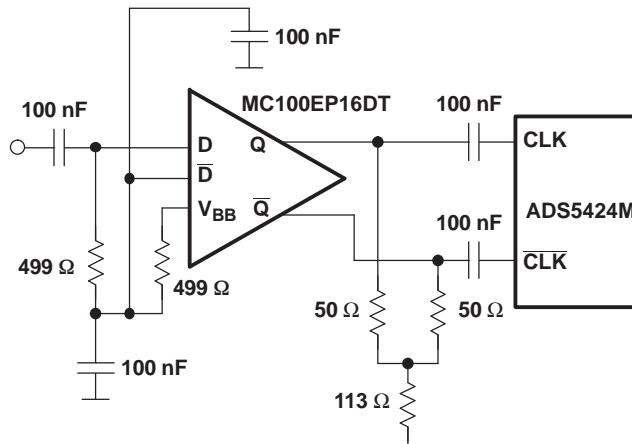 100 nF
MC100EP16DT
100 nF
100 nF
D
Q
CLK
D
ADS5424M
VBB
Q
100 nF
CLK
499 Ω
499 Ω
50 Ω
50 Ω
100 nF
113 Ω